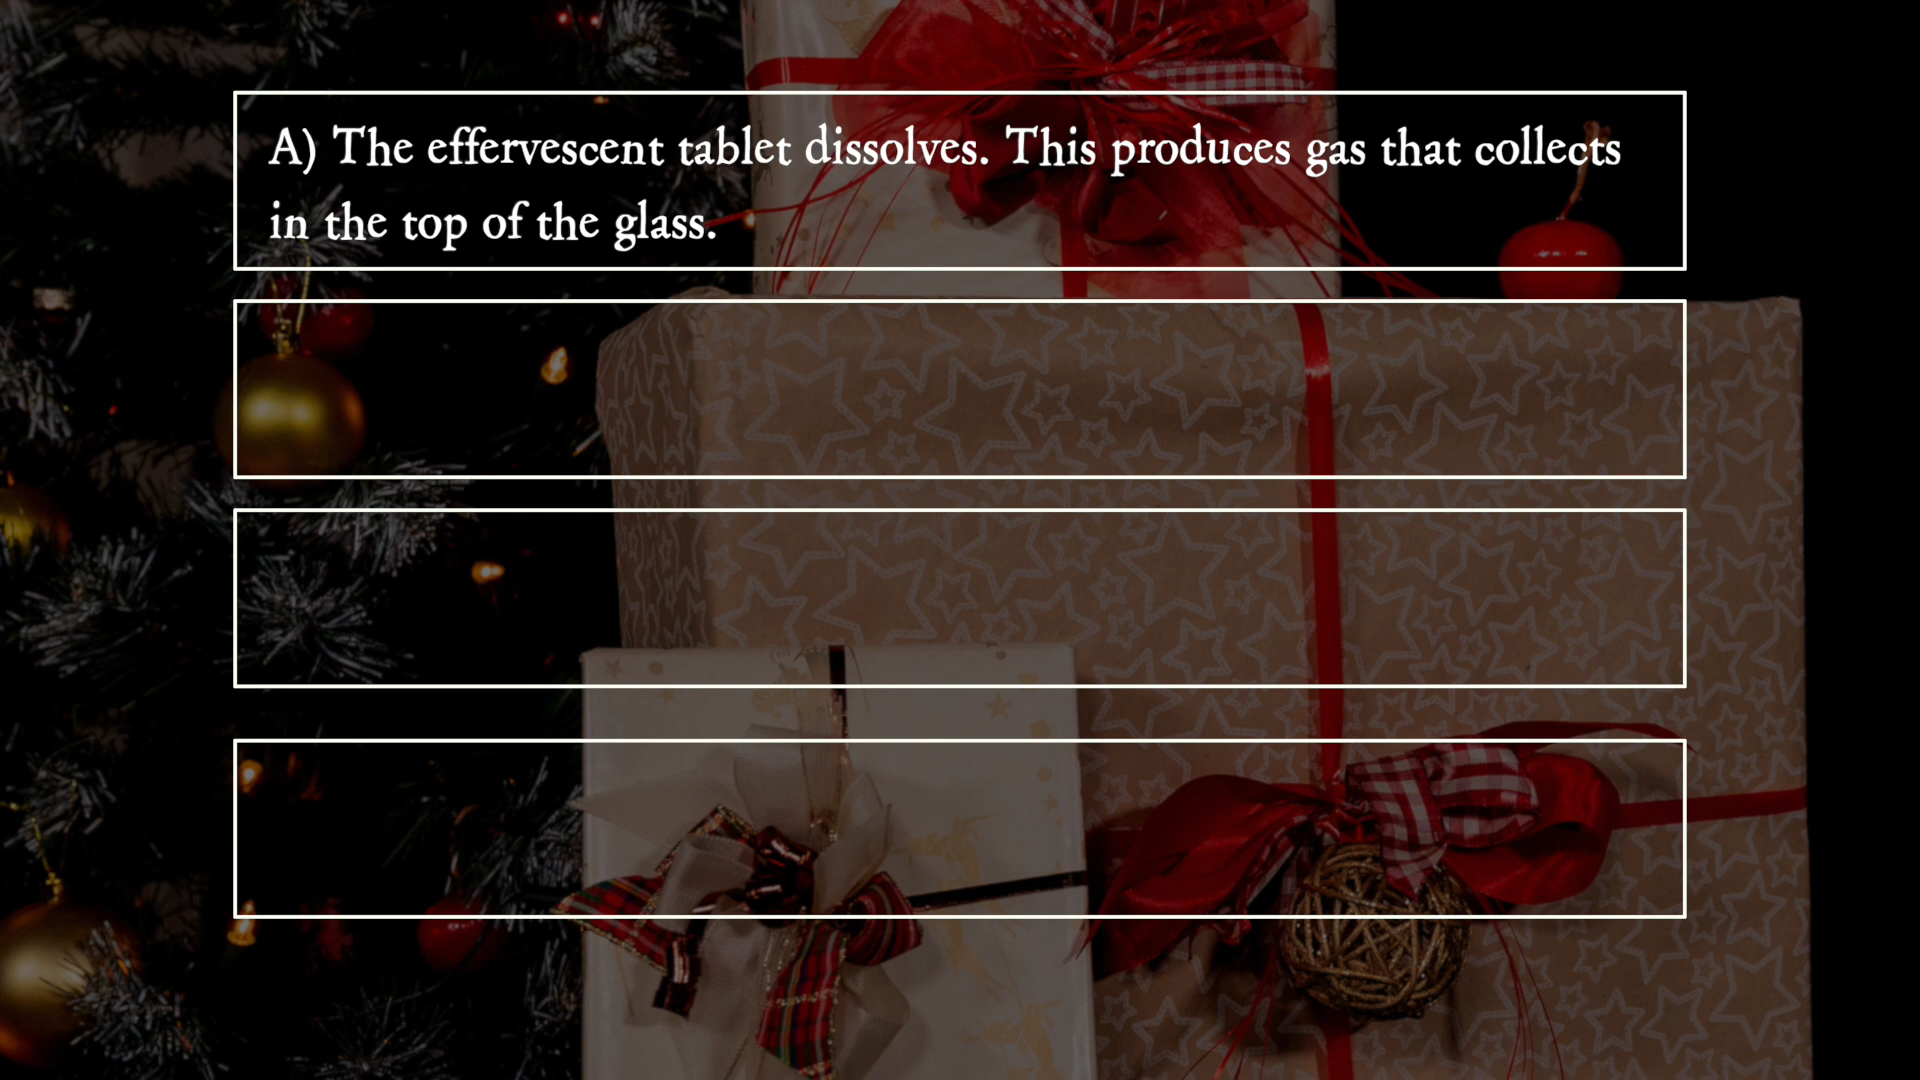 A) The effervescent tablet dissolves. This produces gas that collects
in the top of the glass.